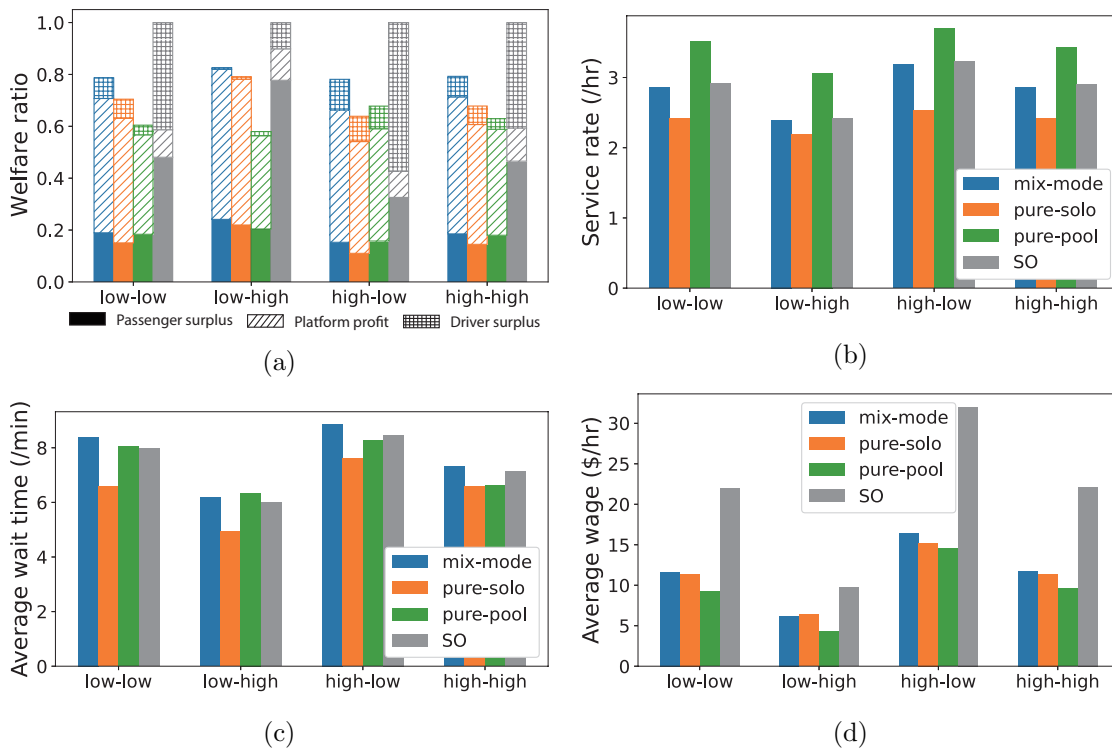 1.0
0.8
0.6
0.4
0.2
0.0
Welfare ratio
low-low low-high high-low high-high
Passenger surplus Platform profit Driver surplus
(a)
3
2
1
0
Service rate (/hr)
mix-mode
pure-solo
pure-pool
SO
low-low low-high high-low high-high
(b)
8
6
4
2
0
Average wait time (/min)
mix-mode
pure-solo
pure-pool
SO
low-low low-high high-low high-high
(c)
30
25
20
15
10
5
0
Average wage ($/hr)
mix-mode
pure-solo
pure-pool
SO
low-low low-high high-low high-high
(d)